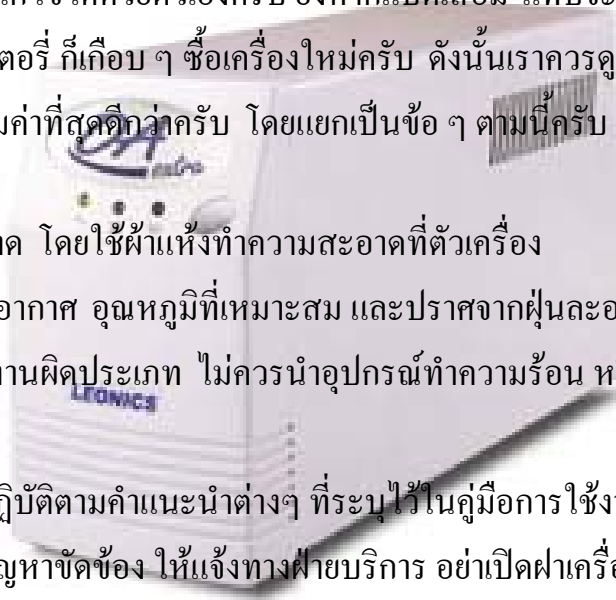 ตอรี่ ก็เกือบ ๆ ซื้อเครื่องใหม่ครับ ดังนั้นเราควรดู
มค่าที่สุดดีกว่าครับ โดยแยกเป็นข้อ ๆ ตามนี้ครับ
extra
าด โดยใช้ผ้าแห้งทำความสะอาดที่ตัวเครื่อง
อากาศ อุณหภูมิที่เหมาะสม และปราศจากฝุ่นละอ
านผิดประเภท ไม่ควรนำอุปกรณ์ทำความร้อน ห
LEONICS
ฏิบัติตามคำแนะนำต่างๆ ที่ระบุไว้ในคู่มือการใช้งา
ญหาขัดข้อง ให้แจ้งทางฝ่ายบริการ อย่าเปิดฝาเครื่อ